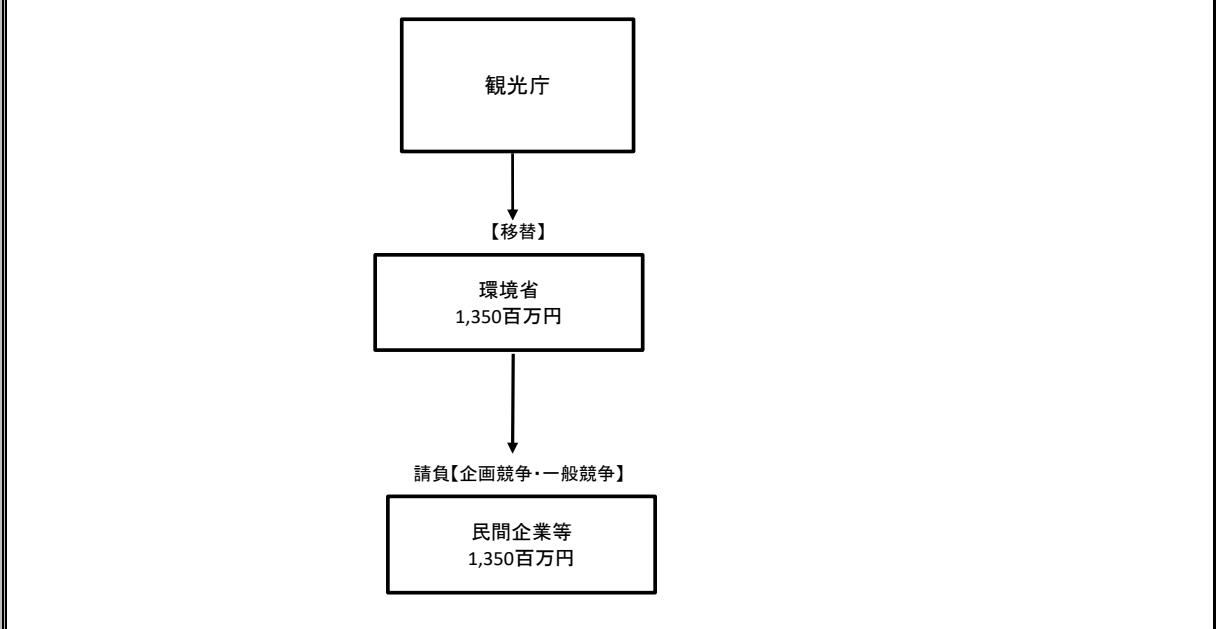 観光庁
【移替】
環境省
1,350百万円
請負【企画競争・一般競争】
民間企業等
1,350百万円